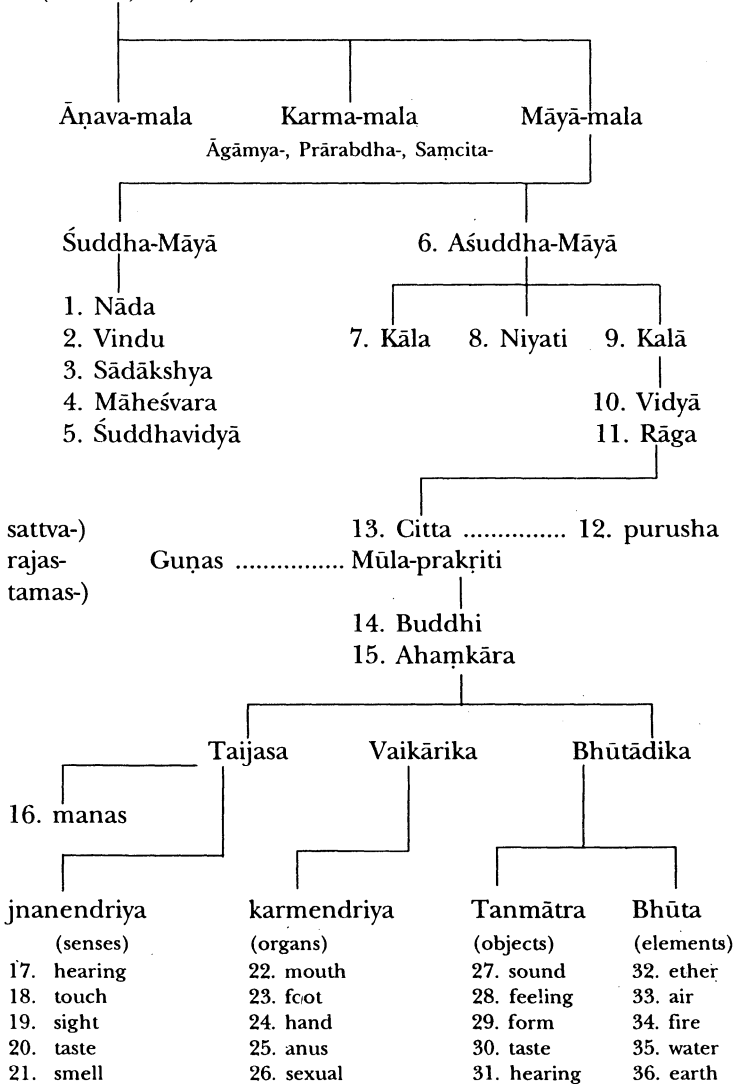 Āṇava-mala Karma-mala Māyā-mala
Āgāmya-, Prārabdha-, Saṃcita-
Śuddha-Māyā 6. Aśuddha-Māyā
1. Nāda
2. Vindu 7. Kāla 8. Niyati 9. Kalā
3. Sādākshya
4. Māheśvara 10. Vidyā
5. Śuddhavidyā 11. Rāga
sattva-) 13. Citta ............... 12. purusha
rajas- Guṇas ................ Mūla-prakṛiti
tamas-)
14. Buddhi
15. Ahaṃkāra
Taijasa Vaikārika Bhūtādika
16. manas
jnanendriya karmendriya Tanmātra Bhūta
(senses) (organs) (objects) (elements)
17. hearing 22. mouth 27. sound 32. ether
18. touch 23. foot 28. feeling 33. air
19. sight 24. hand 29. form 34. fire
20. taste 25. anus 30. taste 35. water
21. smell 26. sexual 31. hearing 36. earth